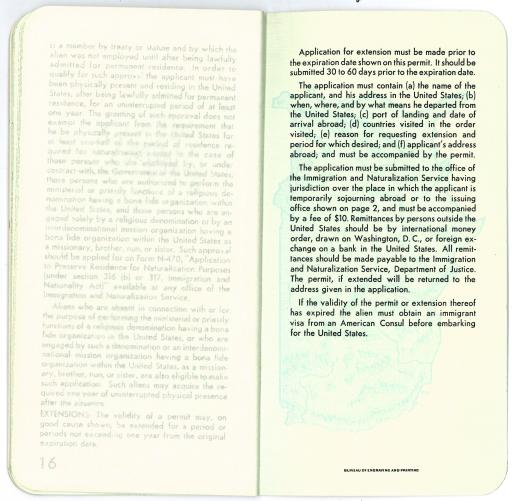 is a member by treaty or statute and by which the
alien was not employed until after being lawfully
admitted for permanent residence. In order to
qualify for such approval the applicant must have
been physically present and residing in the United
States, after being lawfully admitted for permanent
residence, for an uninterrupted period of at least
one year. The granting of such approval does not
exempt the applicant from the requirement that
he be physically present in the United States for
at least one-half of the period of residence re-
quired for naturalization except in the case of
those persons who are employed by, or under
contract with, the Government of the United States,
those persons who are authorized to perform the
ministerial or priestly functions of a religious de-
nomination having a bona fide organization within
the United States, and those persons who are en-
gaged solely by a religious denomination or by an
interdenominational mission organization having a
bona fide organization within the United States as
a missionary, brother, nun, or sister. Such approval
should be applied for on Form N-470, "Application
to Preserve Residence for Naturalization Purposes
(under section 316 (b) or 317, Immigration and
Nationality Act)" available at any office of the
Immigration and Naturalization Service.
Aliens who are absent in connection with or for
the purpose of performing the ministerial or priestly
functions of a religious denomination having a bona
fide organization in the United States, or who are
engaged by such a denomination or an interdenomi-
national mission organization having a bona fide
organization within the United States, as a mission-
ary, brother, nun, or sister, are also eligible to make
such application. Such aliens may acquire the re-
quired one year of uninterrupted physical presence
after the absence.
EXTENSIONS: The validity of a permit may, on
good cause shown, be extended for a period or
periods not exceeding one year from the original
expiration date.
16
Application for extension must be made prior to
the expiration date shown on this permit. It should be
submitted 30 to 60 days prior to the expiration date.
The application must contain (a) the name of the
applicant, and his address in the United States; (b)
when, where, and by what means he departed from
the United States; (c) port of landing and date of
arrival abroad; (d) countries visited in the order
visited; (e) reason for requesting extension and
period for which desired; and (f) applicant's address
abroad; and must be accompanied by the permit.
The application must be submitted to the office of
the Immigration and Naturalization Service having
jurisdiction over the place in which the applicant is
temporarily sojourning abroad or to the issuing
office shown on page 2, and must be accompanied
by a fee of $10. Remittances by persons outside the
United States should be by international money
order, drawn on Washington, D. C., or foreign ex-
change on a bank in the United States. All remit-
tances should be made payable to the Immigration
and Naturalization Service, Department of Justice.
The permit, if extended will be returned to the
address given in the application.
If the validity of the permit or extension thereof
has expired the alien must obtain an immigrant
visa from an American Consul before embarking
for the United States.
BUREAU OF ENGRAVING AND PRINTING